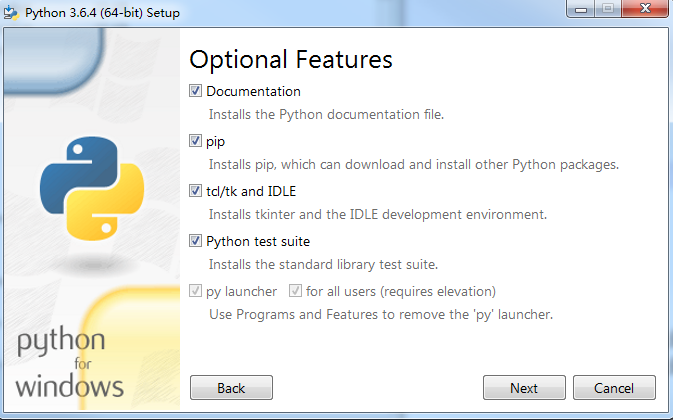 Python 3.6.4 (64-bit) Setup
Optional Features
Documentation
Installs the Python documentation file.
pip
Installs pip, which can download and install other Python packages.
tcl/tk and IDLE
Installs tkinter and the IDLE development environment.
Python test suite
Installs the standard library test suite.
py launcher for all users (requires elevation)
Use Programs and Features to remove the 'py' launcher.
python
for
windows
Back Next Cancel